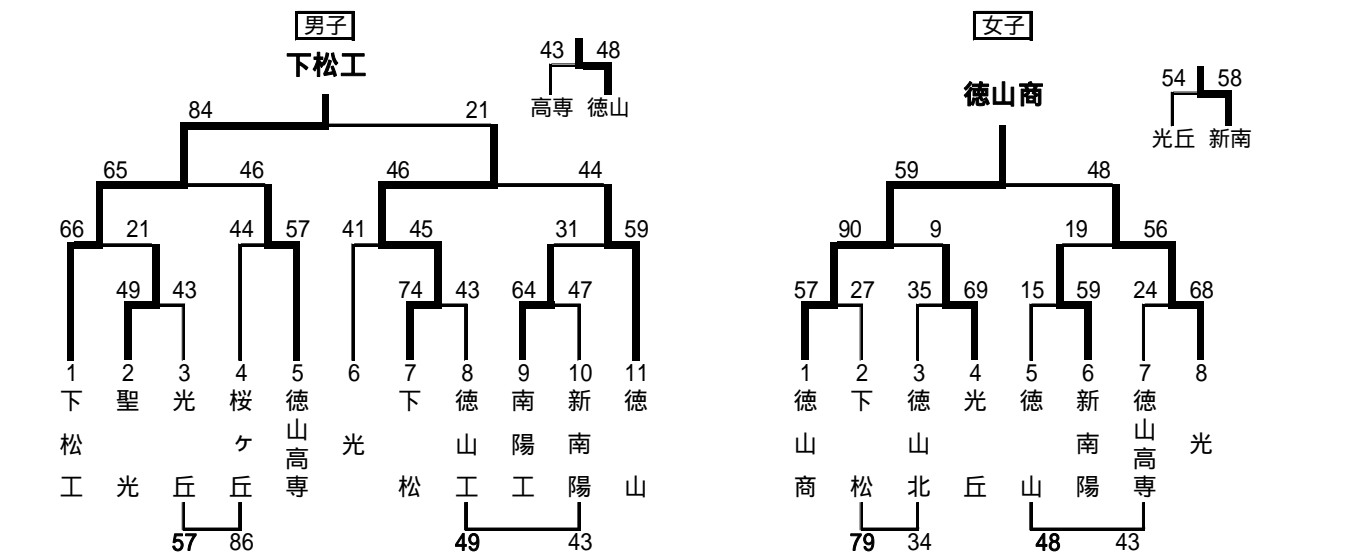 男子
下松工
43 48
高専 徳山
84 21
65 46 46 44
66 21 44 57 41 45 31 59
49 43 74 43 64 47
1 2 3 4 5 6 7 8 9 10 11
下松工
聖光
光丘
桜ヶ丘
徳山高専
光
下松
徳山工
南陽工
新南陽
徳山
57 86
49 43
女子
徳山商
54 58
光丘 新南
59 48
90 9 19 56
57 27 35 69 15 59 24 68
1 2 3 4 5 6 7 8
徳山商
下松
徳山北
光丘
徳山
新南陽
徳山高専
光
79 34
48 43